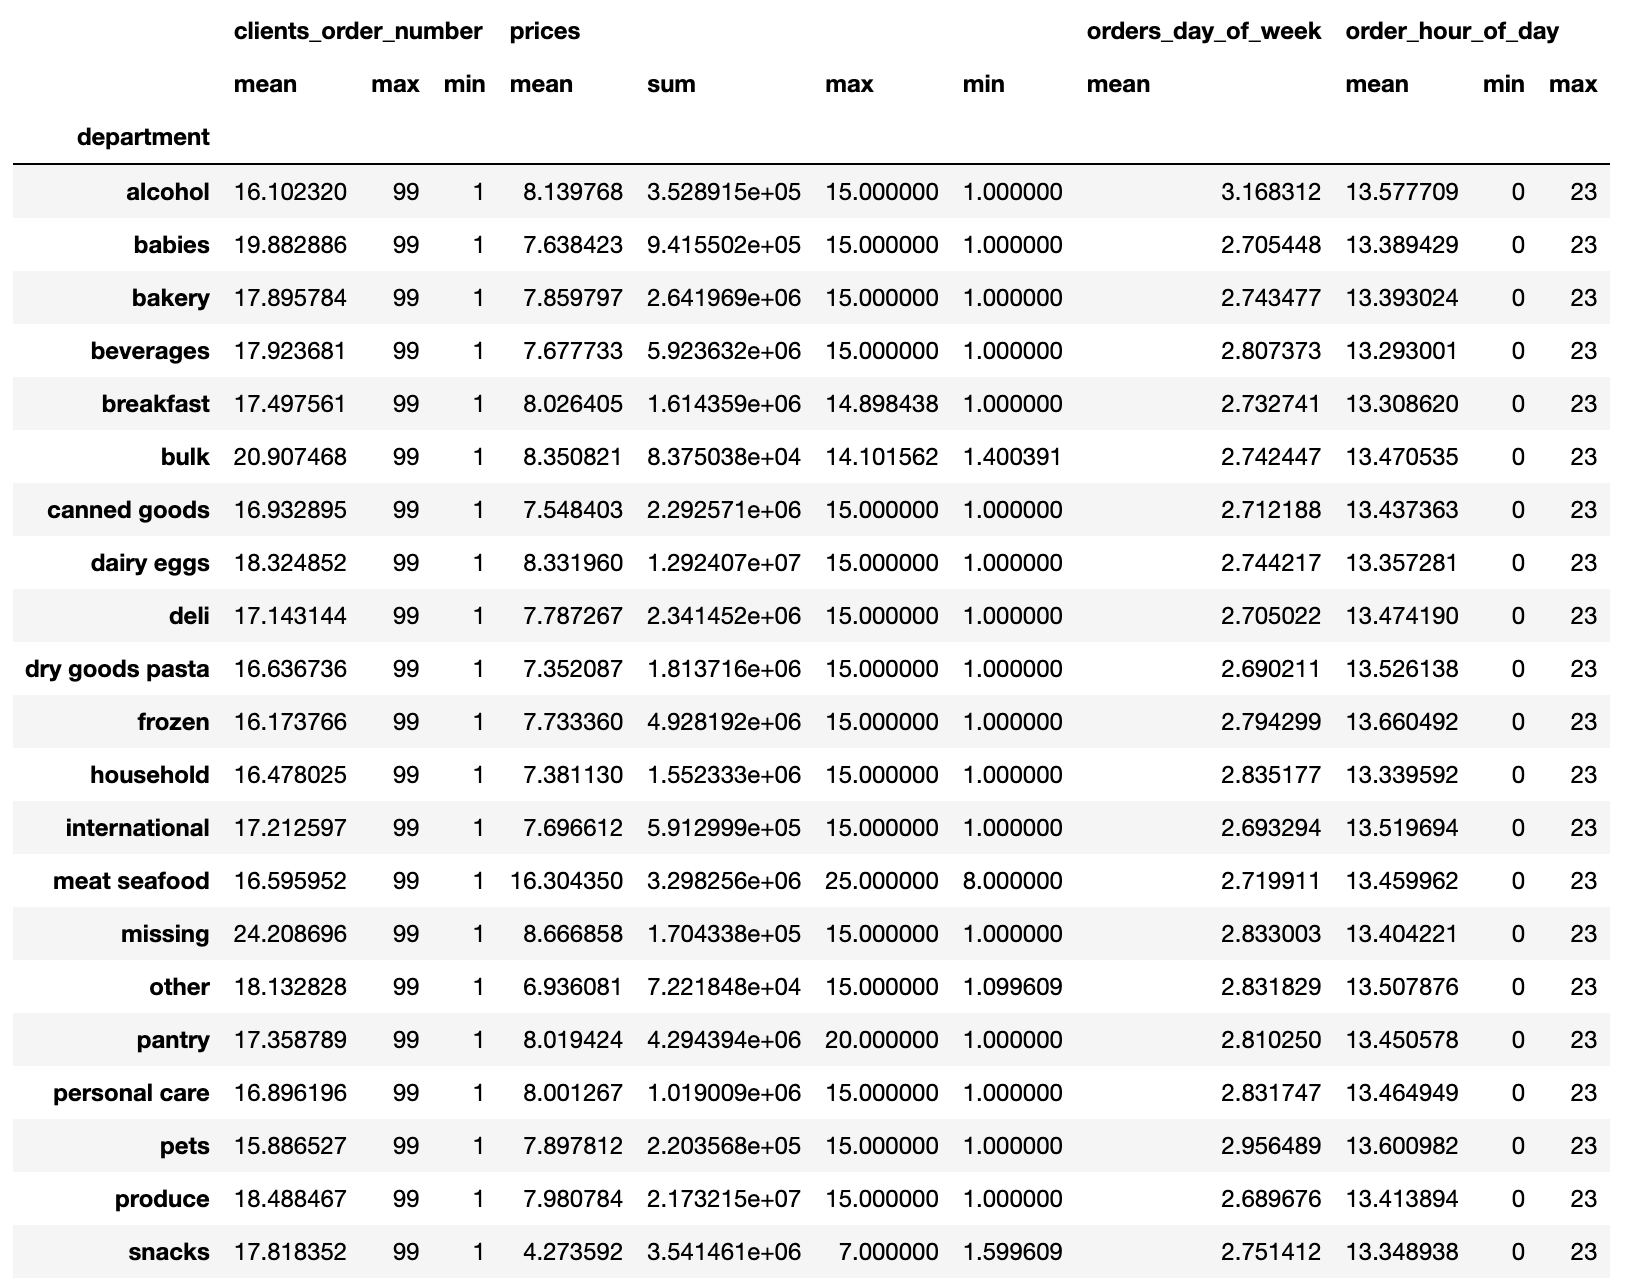 clients_order_number prices orders_day_of_week order_hour_of_day
mean max min mean sum max min mean mean min max
department
alcohol 16.102320 99 1 8.139768 3.528915e+05 15.000000 1.000000 3.168312 13.577709 0 23
babies 19.882886 99 1 7.638423 9.415502e+05 15.000000 1.000000 2.705448 13.389429 0 23
bakery 17.895784 99 1 7.859797 2.641969e+06 15.000000 1.000000 2.743477 13.393024 0 23
beverages 17.923681 99 1 7.677733 5.923632e+06 15.000000 1.000000 2.807373 13.293001 0 23
breakfast 17.497561 99 1 8.026405 1.614359e+06 14.898438 1.000000 2.732741 13.308620 0 23
bulk 20.907468 99 1 8.350821 8.375038e+04 14.101562 1.400391 2.742447 13.470535 0 23
canned goods 16.932895 99 1 7.548403 2.292571e+06 15.000000 1.000000 2.712188 13.437363 0 23
dairy eggs 18.324852 99 1 8.331960 1.292407e+07 15.000000 1.000000 2.744217 13.357281 0 23
deli 17.143144 99 1 7.787267 2.341452e+06 15.000000 1.000000 2.705022 13.474190 0 23
dry goods pasta 16.636736 99 1 7.352087 1.813716e+06 15.000000 1.000000 2.690211 13.526138 0 23
frozen 16.173766 99 1 7.733360 4.928192e+06 15.000000 1.000000 2.794299 13.660492 0 23
household 16.478025 99 1 7.381130 1.552333e+06 15.000000 1.000000 2.835177 13.339592 0 23
international 17.212597 99 1 7.696612 5.912999e+05 15.000000 1.000000 2.693294 13.519694 0 23
meat seafood 16.595952 99 1 16.304350 3.298256e+06 25.000000 8.000000 2.719911 13.459962 0 23
missing 24.208696 99 1 8.666858 1.704338e+05 15.000000 1.000000 2.833003 13.404221 0 23
other 18.132828 99 1 6.936081 7.221848e+04 15.000000 1.099609 2.831829 13.507876 0 23
pantry 17.358789 99 1 8.019424 4.294394e+06 20.000000 1.000000 2.810250 13.450578 0 23
personal care 16.896196 99 1 8.001267 1.019009e+06 15.000000 1.000000 2.831747 13.464949 0 23
pets 15.886527 99 1 7.897812 2.203568e+05 15.000000 1.000000 2.956489 13.600982 0 23
produce 18.488467 99 1 7.980784 2.173215e+07 15.000000 1.000000 2.689676 13.413894 0 23
snacks 17.818352 99 1 4.273592 3.541461e+06 7.000000 1.599609 2.751412 13.348938 0 23